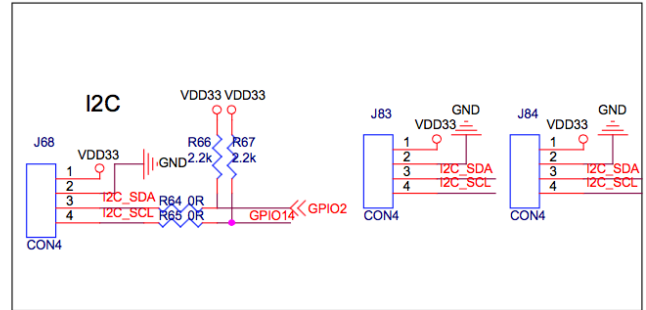 I2C
J68
VDD33
1
2
3
4
GND
I2C_SDA
I2C_SCL
CON4
VDD33 VDD33
R66 R67
2.2k 2.2k
R64 0R
R65 0R
GPIO2
GPIO14
J83
VDD33
GND
1
2
3
4
I2C_SDA
I2C_SCL
CON4
J84
VDD33
GND
1
2
3
4
I2C_SDA
I2C_SCL
CON4